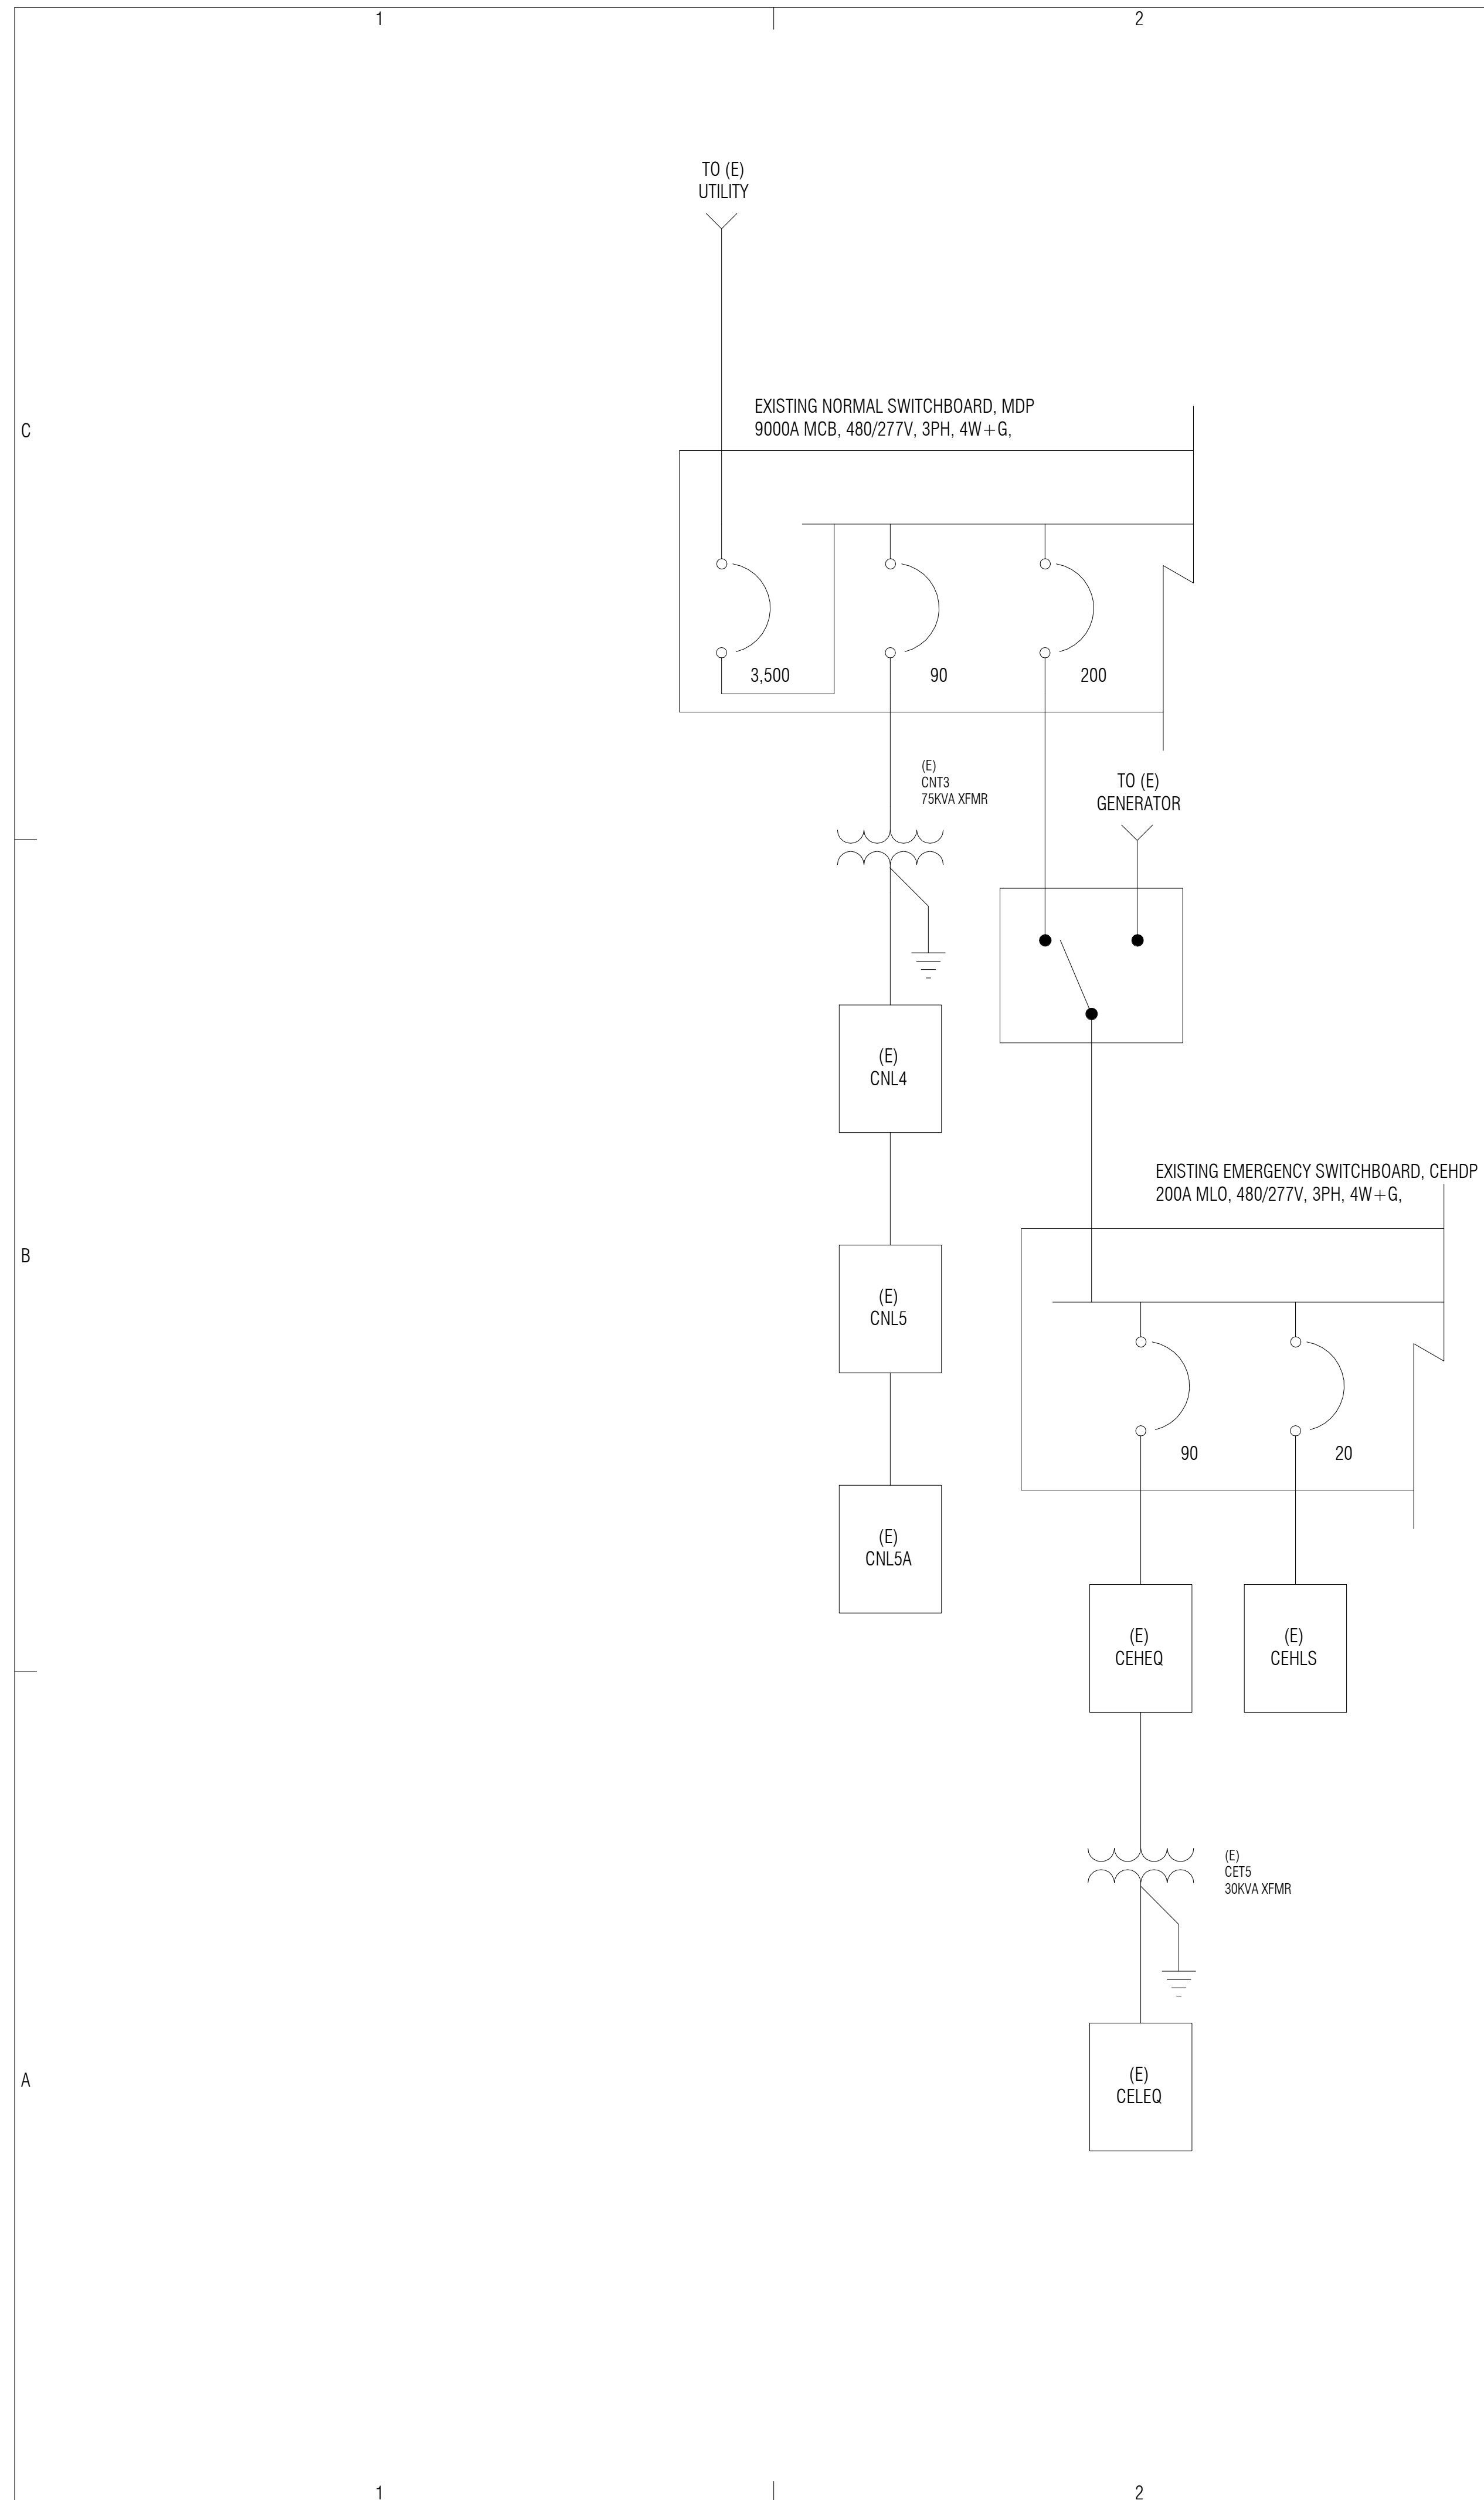 1
2
TO (E)
UTILITY
C
EXISTING NORMAL SWITCHBOARD, MDP
9000A MCB, 480/277V, 3PH, 4W+G,
3,500
90
200
(E)
CNT3
75KVA XFMR
TO (E)
GENERATOR
(E)
CNL4
EXISTING EMERGENCY SWITCHBOARD, CEHDP
200A MLO, 480/277V, 3PH, 4W+G,
B
(E)
CNL5
90
20
(E)
CNL5A
(E)
CEHEQ
(E)
CEHLS
(E)
CET5
30KVA XFMR
A
(E)
CELEQ
1
2